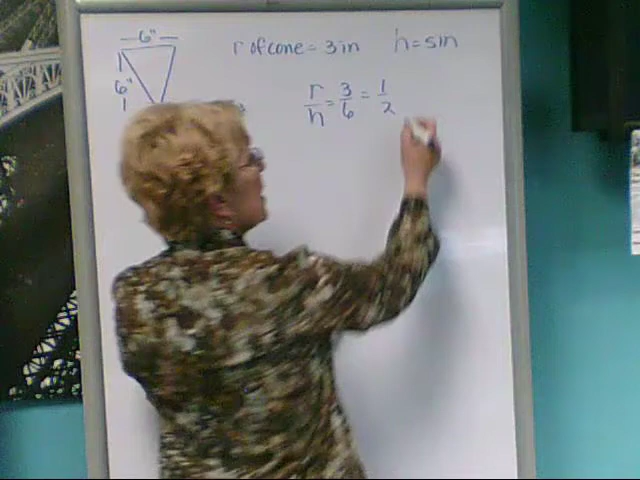 6"
r of cone = 3in h = 5in
6"
r/h = 3/6 = 1/2